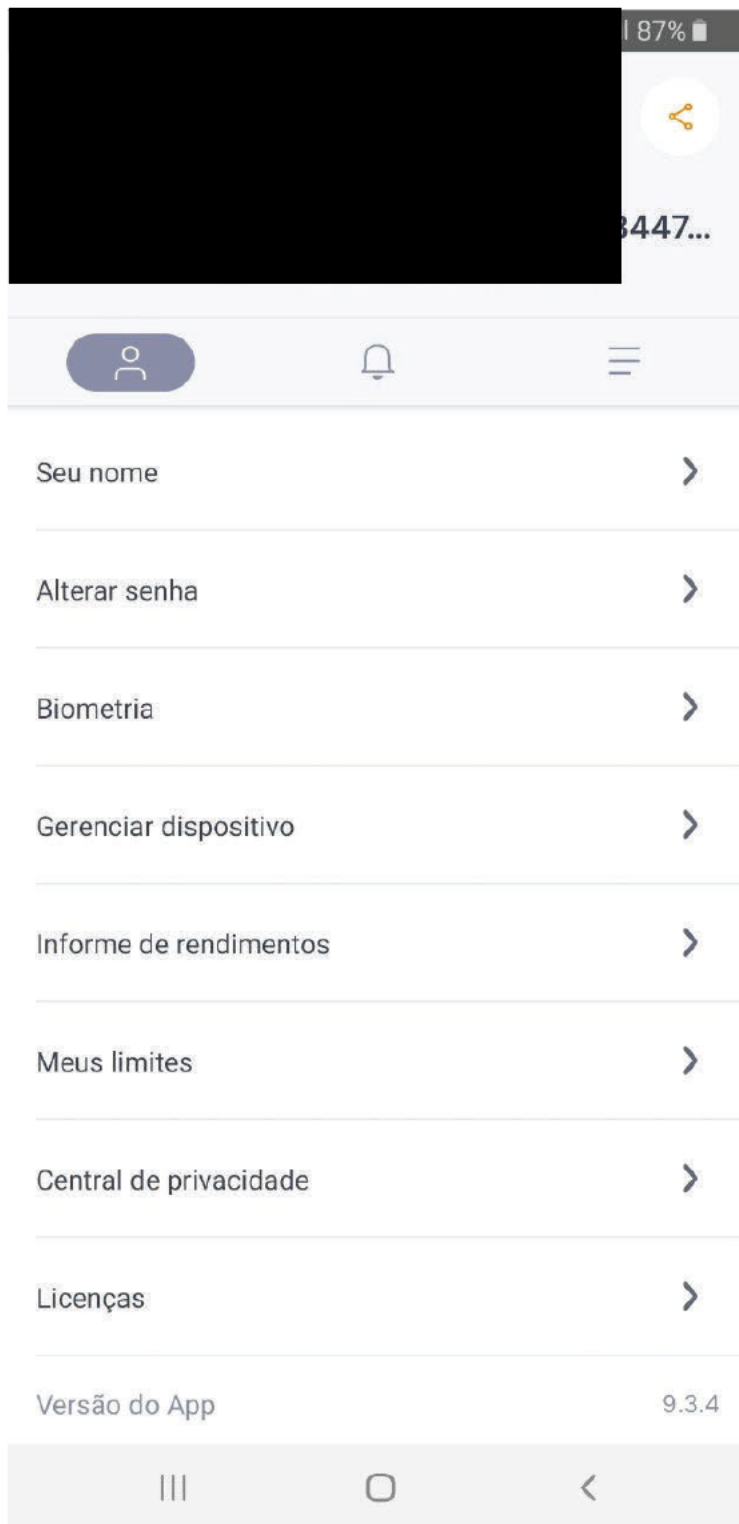 87%
3447...
Seu nome
Alterar senha
Biometria
Gerenciar dispositivo
Informe de rendimentos
Meus limites
Central de privacidade
Licenças
Versão do App 9.3.4